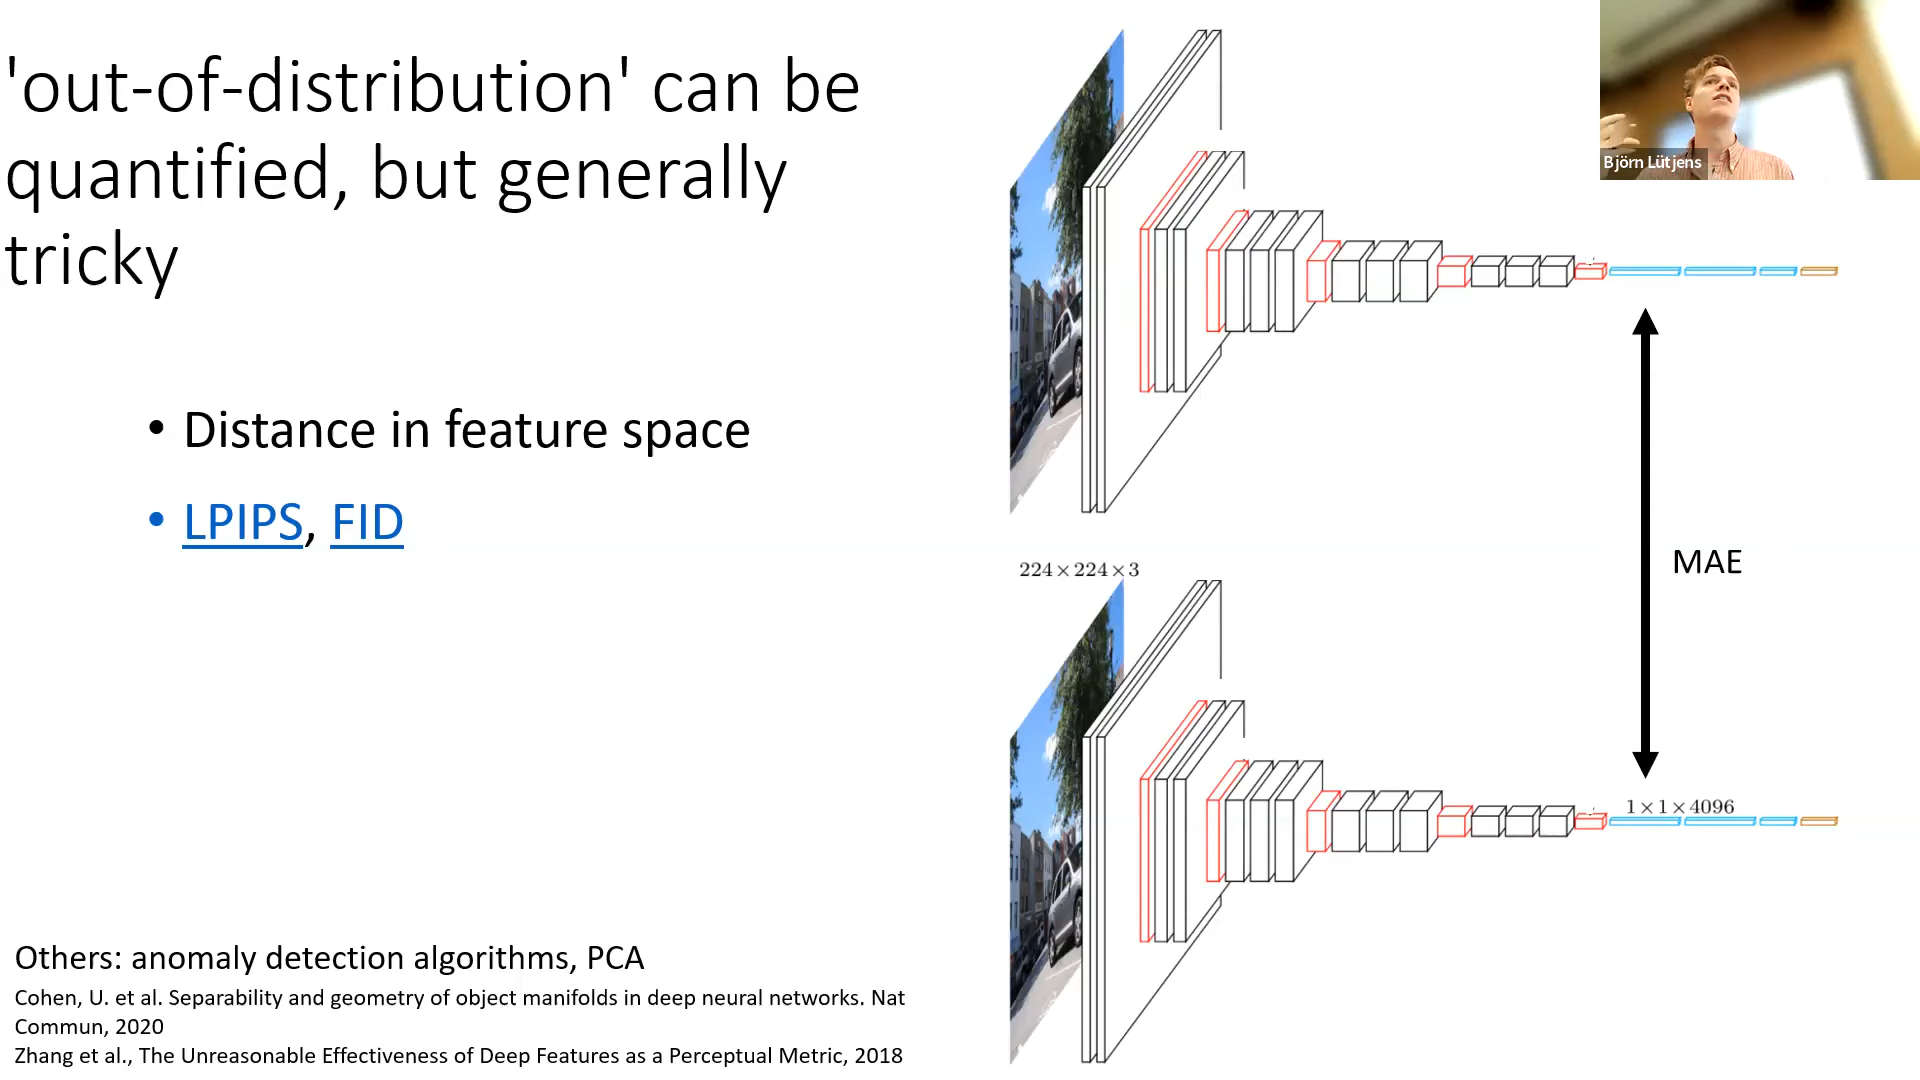 'out-of-distribution' can be
quantified, but generally
tricky
• Distance in feature space
• LPIPS, FID
Others: anomaly detection algorithms, PCA
Cohen, U. et al. Separability and geometry of object manifolds in deep neural networks. Nat
Commun, 2020
Zhang et al., The Unreasonable Effectiveness of Deep Features as a Perceptual Metric, 2018
Björn Lütjens
224×224×3
MAE
1×1×4096